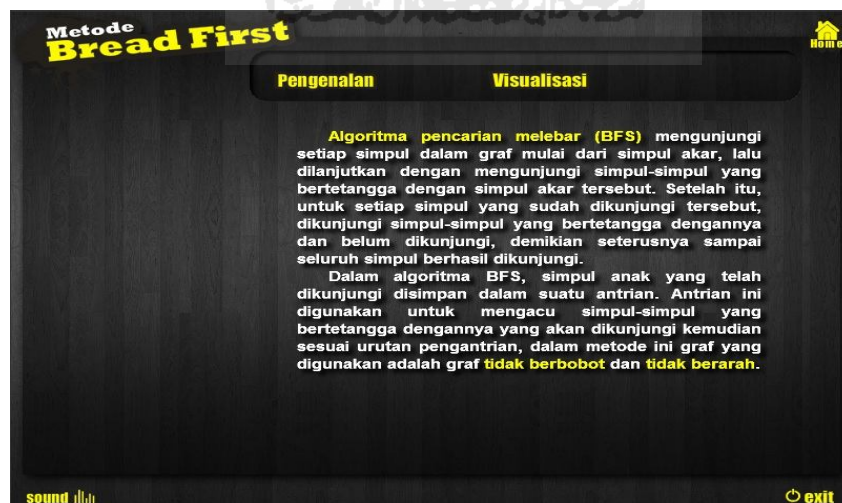 Metode
Bread First
Home
Pengenalan Visualisasi
Algoritma pencarian melebar (BFS) mengunjungi
setiap simpul dalam graf mulai dari simpul akar, lalu
dilanjutkan dengan mengunjungi simpul-simpul yang
bertetangga dengan simpul akar tersebut. Setelah itu,
untuk setiap simpul yang sudah dikunjungi tersebut,
dikunjungi simpul-simpul yang bertetangga dengannya
dan belum dikunjungi, demikian seterusnya sampai
seluruh simpul berhasil dikunjungi.
Dalam algoritma BFS, simpul anak yang telah
dikunjungi disimpan dalam suatu antrian. Antrian ini
digunakan untuk mengacu simpul-simpul yang
bertetangga dengannya yang akan dikunjungi kemudian
sesuai urutan pengantrian, dalam metode ini graf yang
digunakan adalah graf tidak berbobot dan tidak berarah.
sound exit